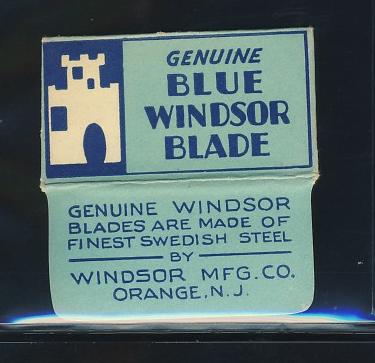 GENUINE
BLUE
WINDSOR
BLADE
GENUINE WINDSOR
BLADES ARE MADE OF
FINEST SWEDISH STEEL
BY
WINDSOR MFG. CO.
ORANGE, N. J.